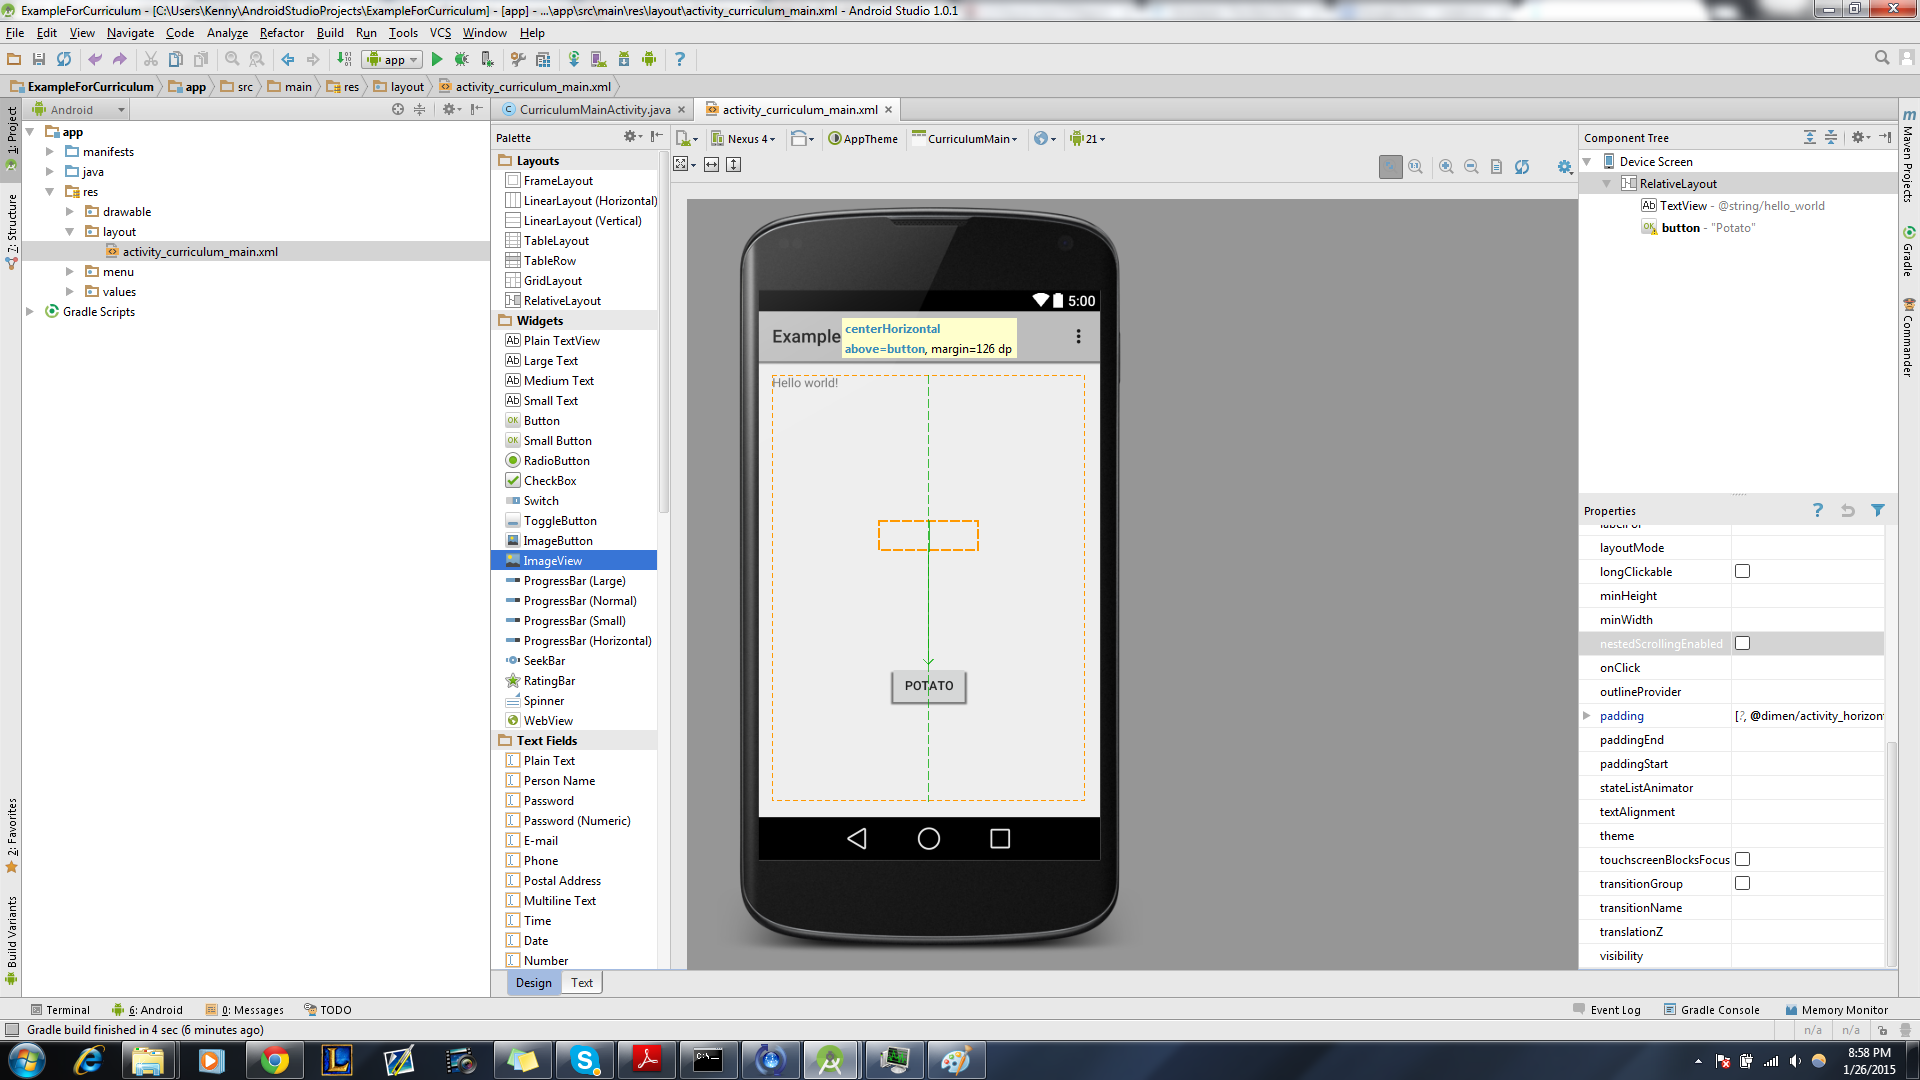 ExampleForCurriculum - [C:\Users\Kenny\AndroidStudioProjects\ExampleForCurriculum] - [app] - ...\app\src\main\res\layout\activity_curriculum_main.xml - Android Studio 1.0.1
File Edit View Navigate Code Analyze Refactor Build Run Tools VCS Window Help
app
ExampleForCurriculum app src main res layout activity_curriculum_main.xml
1: Project
7: Structure
2: Favorites
Build Variants
Android
app
manifests
java
res
drawable
layout
activity_curriculum_main.xml
menu
values
Gradle Scripts
CurriculumMainActivity.java activity_curriculum_main.xml
Palette
Layouts
FrameLayout
LinearLayout (Horizontal)
LinearLayout (Vertical)
TableLayout
TableRow
GridLayout
RelativeLayout
Widgets
Plain TextView
Large Text
Medium Text
Small Text
Button
Small Button
RadioButton
CheckBox
Switch
ToggleButton
ImageButton
ImageView
ProgressBar (Large)
ProgressBar (Normal)
ProgressBar (Small)
ProgressBar (Horizontal)
SeekBar
RatingBar
Spinner
WebView
Text Fields
Plain Text
Person Name
Password
Password (Numeric)
E-mail
Phone
Postal Address
Multiline Text
Time
Date
Number
Design Text
Nexus 4 AppTheme CurriculumMain 21
5:00
Example
centerHorizontal
above=button, margin=126 dp
Hello world!
POTATO
Component Tree
Device Screen
RelativeLayout
Ab TextView - @string/hello_world
OK button - "Potato"
Properties
layoutMode
longClickable
minHeight
minWidth
nestedScrollingEnabled
onClick
outlineProvider
padding [?, @dimen/activity_horizon
paddingEnd
paddingStart
stateListAnimator
textAlignment
theme
touchscreenBlocksFocus
transitionGroup
transitionName
translationZ
visibility
Maven Projects
Gradle
Commander
Terminal 6: Android 0: Messages TODO Event Log Gradle Console Memory Monitor
Gradle build finished in 4 sec (6 minutes ago) n/a n/a
8:58 PM
1/26/2015